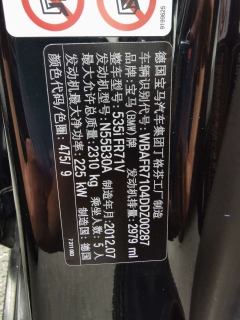 德国宝马汽车集团丁格芬工厂制造
车辆识别代号: WBAFR7104DDZ00287
品牌: 宝马(BMW)牌 发动机排量: 2979 ml
整车型号: 535I FR71V
发动机型号: N55B30A 制造年月: 2012.07
最大允许总质量: 2310 kg 乘坐人数: 5 人
发动机最大净功率: 225 kW 制造国: 德国
颜色代码/色圈: 475/ 9